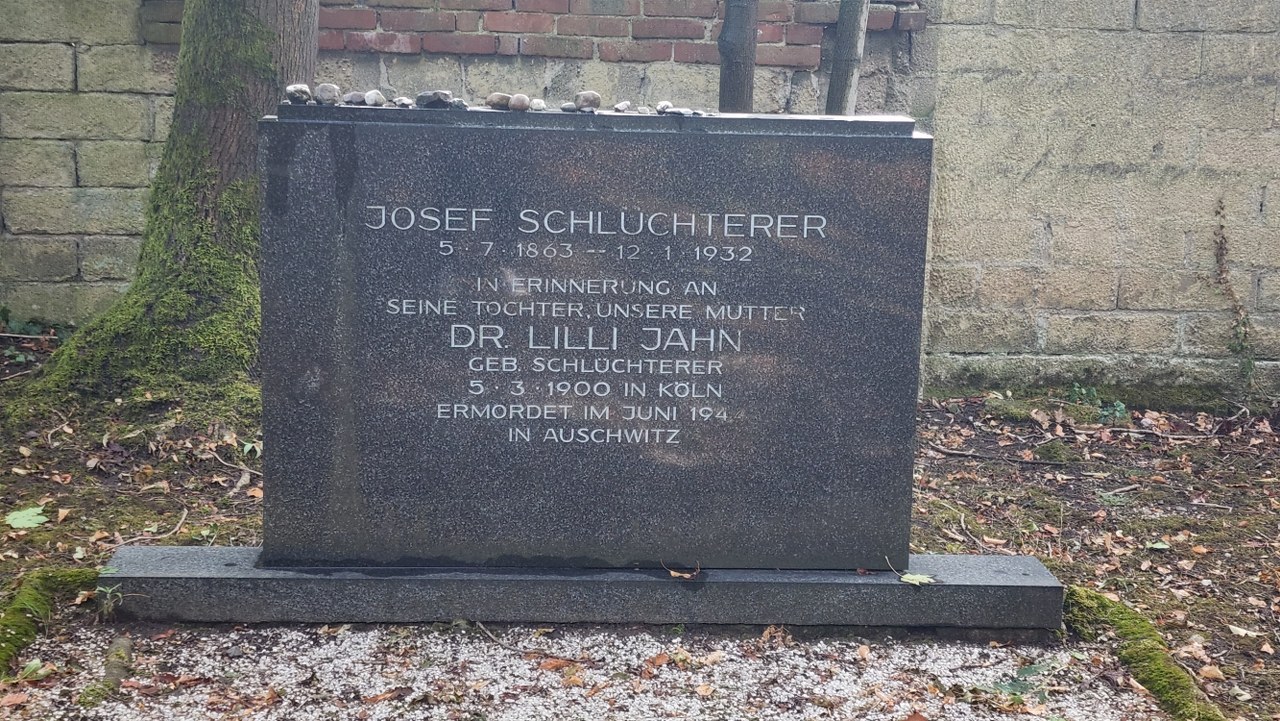 JOSEF SCHLÜCHTERER
5·7·1863 – 12·1·1932
IN ERINNERUNG AN
SEINE TOCHTER, UNSERE MUTTER
DR. LILLI JAHN
GEB. SCHLÜCHTERER
5·3·1900 IN KÖLN
ERMORDET IM JUNI 194
IN AUSCHWITZ